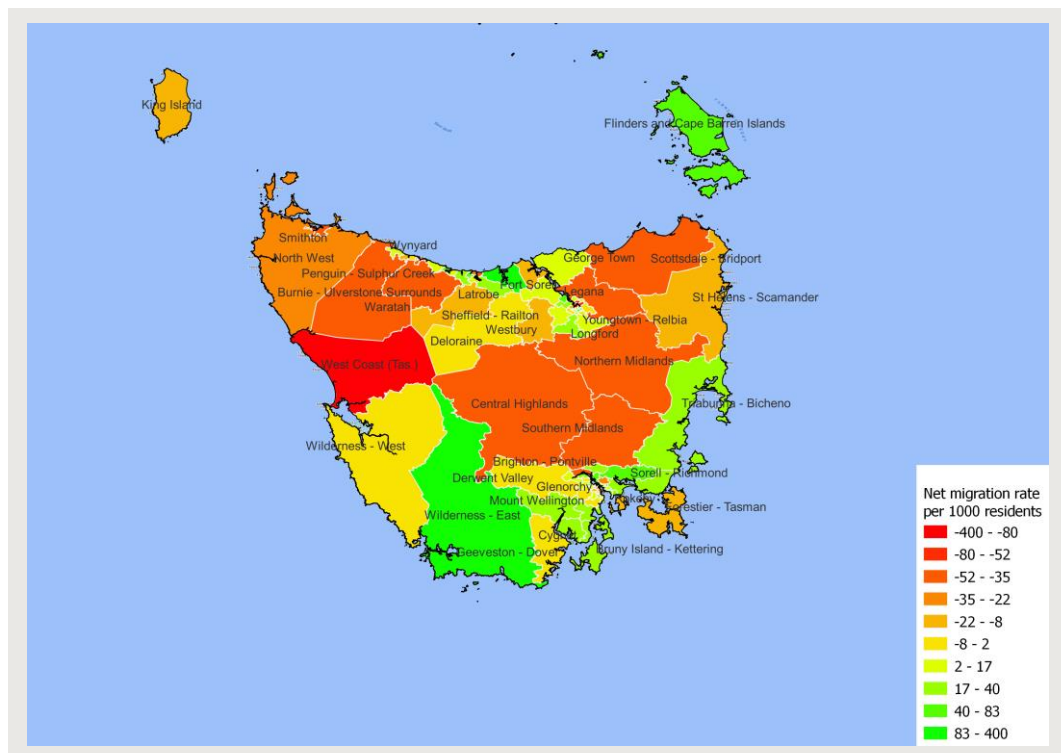 King Island
Flinders and Cape Barren Islands
Smithton
Wynyard
North West
George Town
Scottsdale - Bridport
Penguin - Sulphur Creek
Port Sorell
Legana
Burnie - Ulverstone Surrounds
Latrobe
St Helens - Scamander
Waratah
Sheffield - Railton
Youngtown - Relbia
Westbury
Longford
Deloraine
West Coast (Tas.)
Northern Midlands
Central Highlands
Triabunna - Bicheno
Southern Midlands
Wilderness - West
Brighton - Pontville
Sorell - Richmond
Derwent Valley
Glenorchy
Mount Wellington
Rokeby
Forestier - Tasman
Wilderness - East
Cygnet
Geeveston - Dover
Bruny Island - Kettering
Net migration rate
per 1000 residents
-400 - -80
-80 - -52
-52 - -35
-35 - -22
-22 - -8
-8 - 2
2 - 17
17 - 40
40 - 83
83 - 400